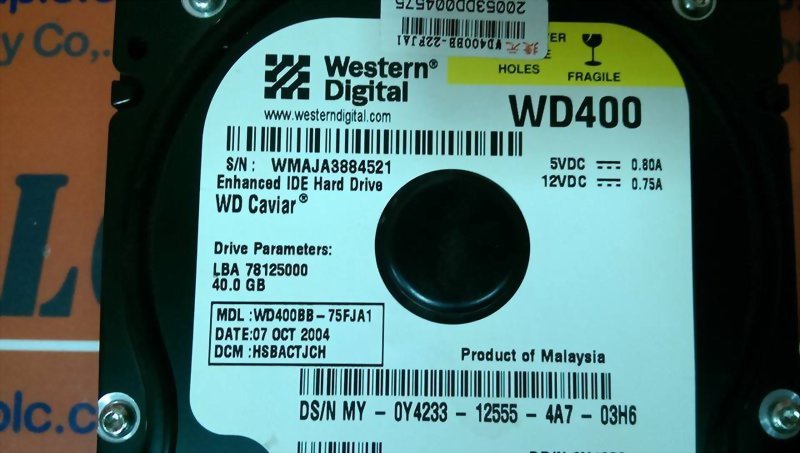 20053DD004575
WD400BB-22FJA1
Western®
Digital
www.westerndigital.com
HOLES
FRAGILE
WD400
S/N: WMAJA3884521
Enhanced IDE Hard Drive
WD Caviar®
5VDC 0.80A
12VDC 0.75A
Drive Parameters:
LBA 78125000
40.0 GB
MDL :WD400BB-75FJA1
DATE:07 OCT 2004
DCM :HSBACTJCH
Product of Malaysia
DS/N MY - 0Y4233 - 12555 - 4A7 - 03H6
y Co,.
plc.c